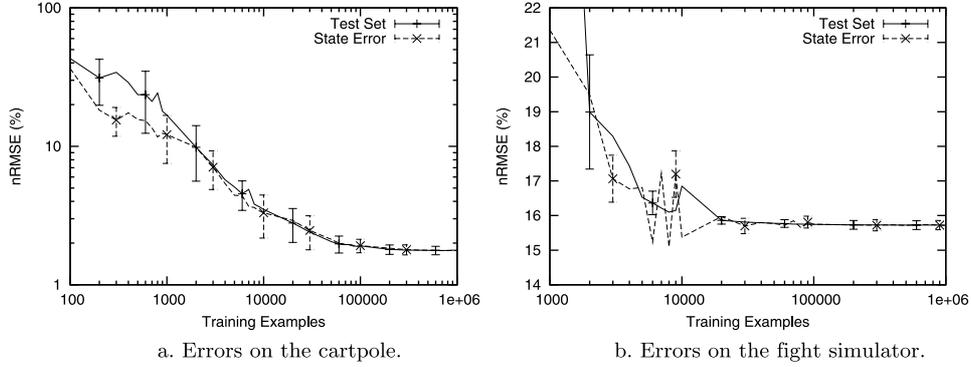 100
10
1
nRMSE (%)
Test Set
State Error
100 1000 10000 100000 1e+06
Training Examples
a. Errors on the cartpole.
22
21
20
19
18
17
16
15
14
nRMSE (%)
Test Set
State Error
1000 10000 100000 1e+06
Training Examples
b. Errors on the fight simulator.